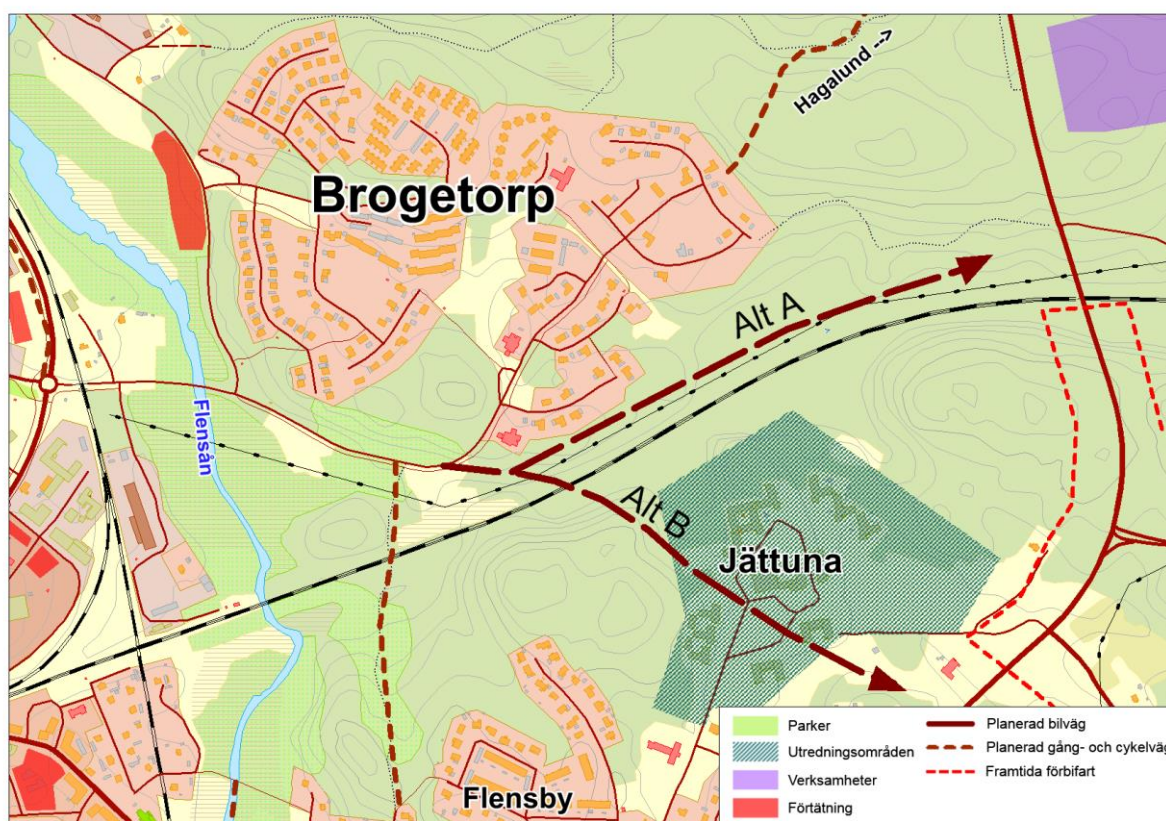 Hagalund -->
Brogetorp
Alt A
Flensån
Alt B
Jättuna
Flensby
Parker
Utredningsområden
Verksamheter
Förtätning
Planerad bilväg
Planerad gång- och cykelväg
Framtida förbifart